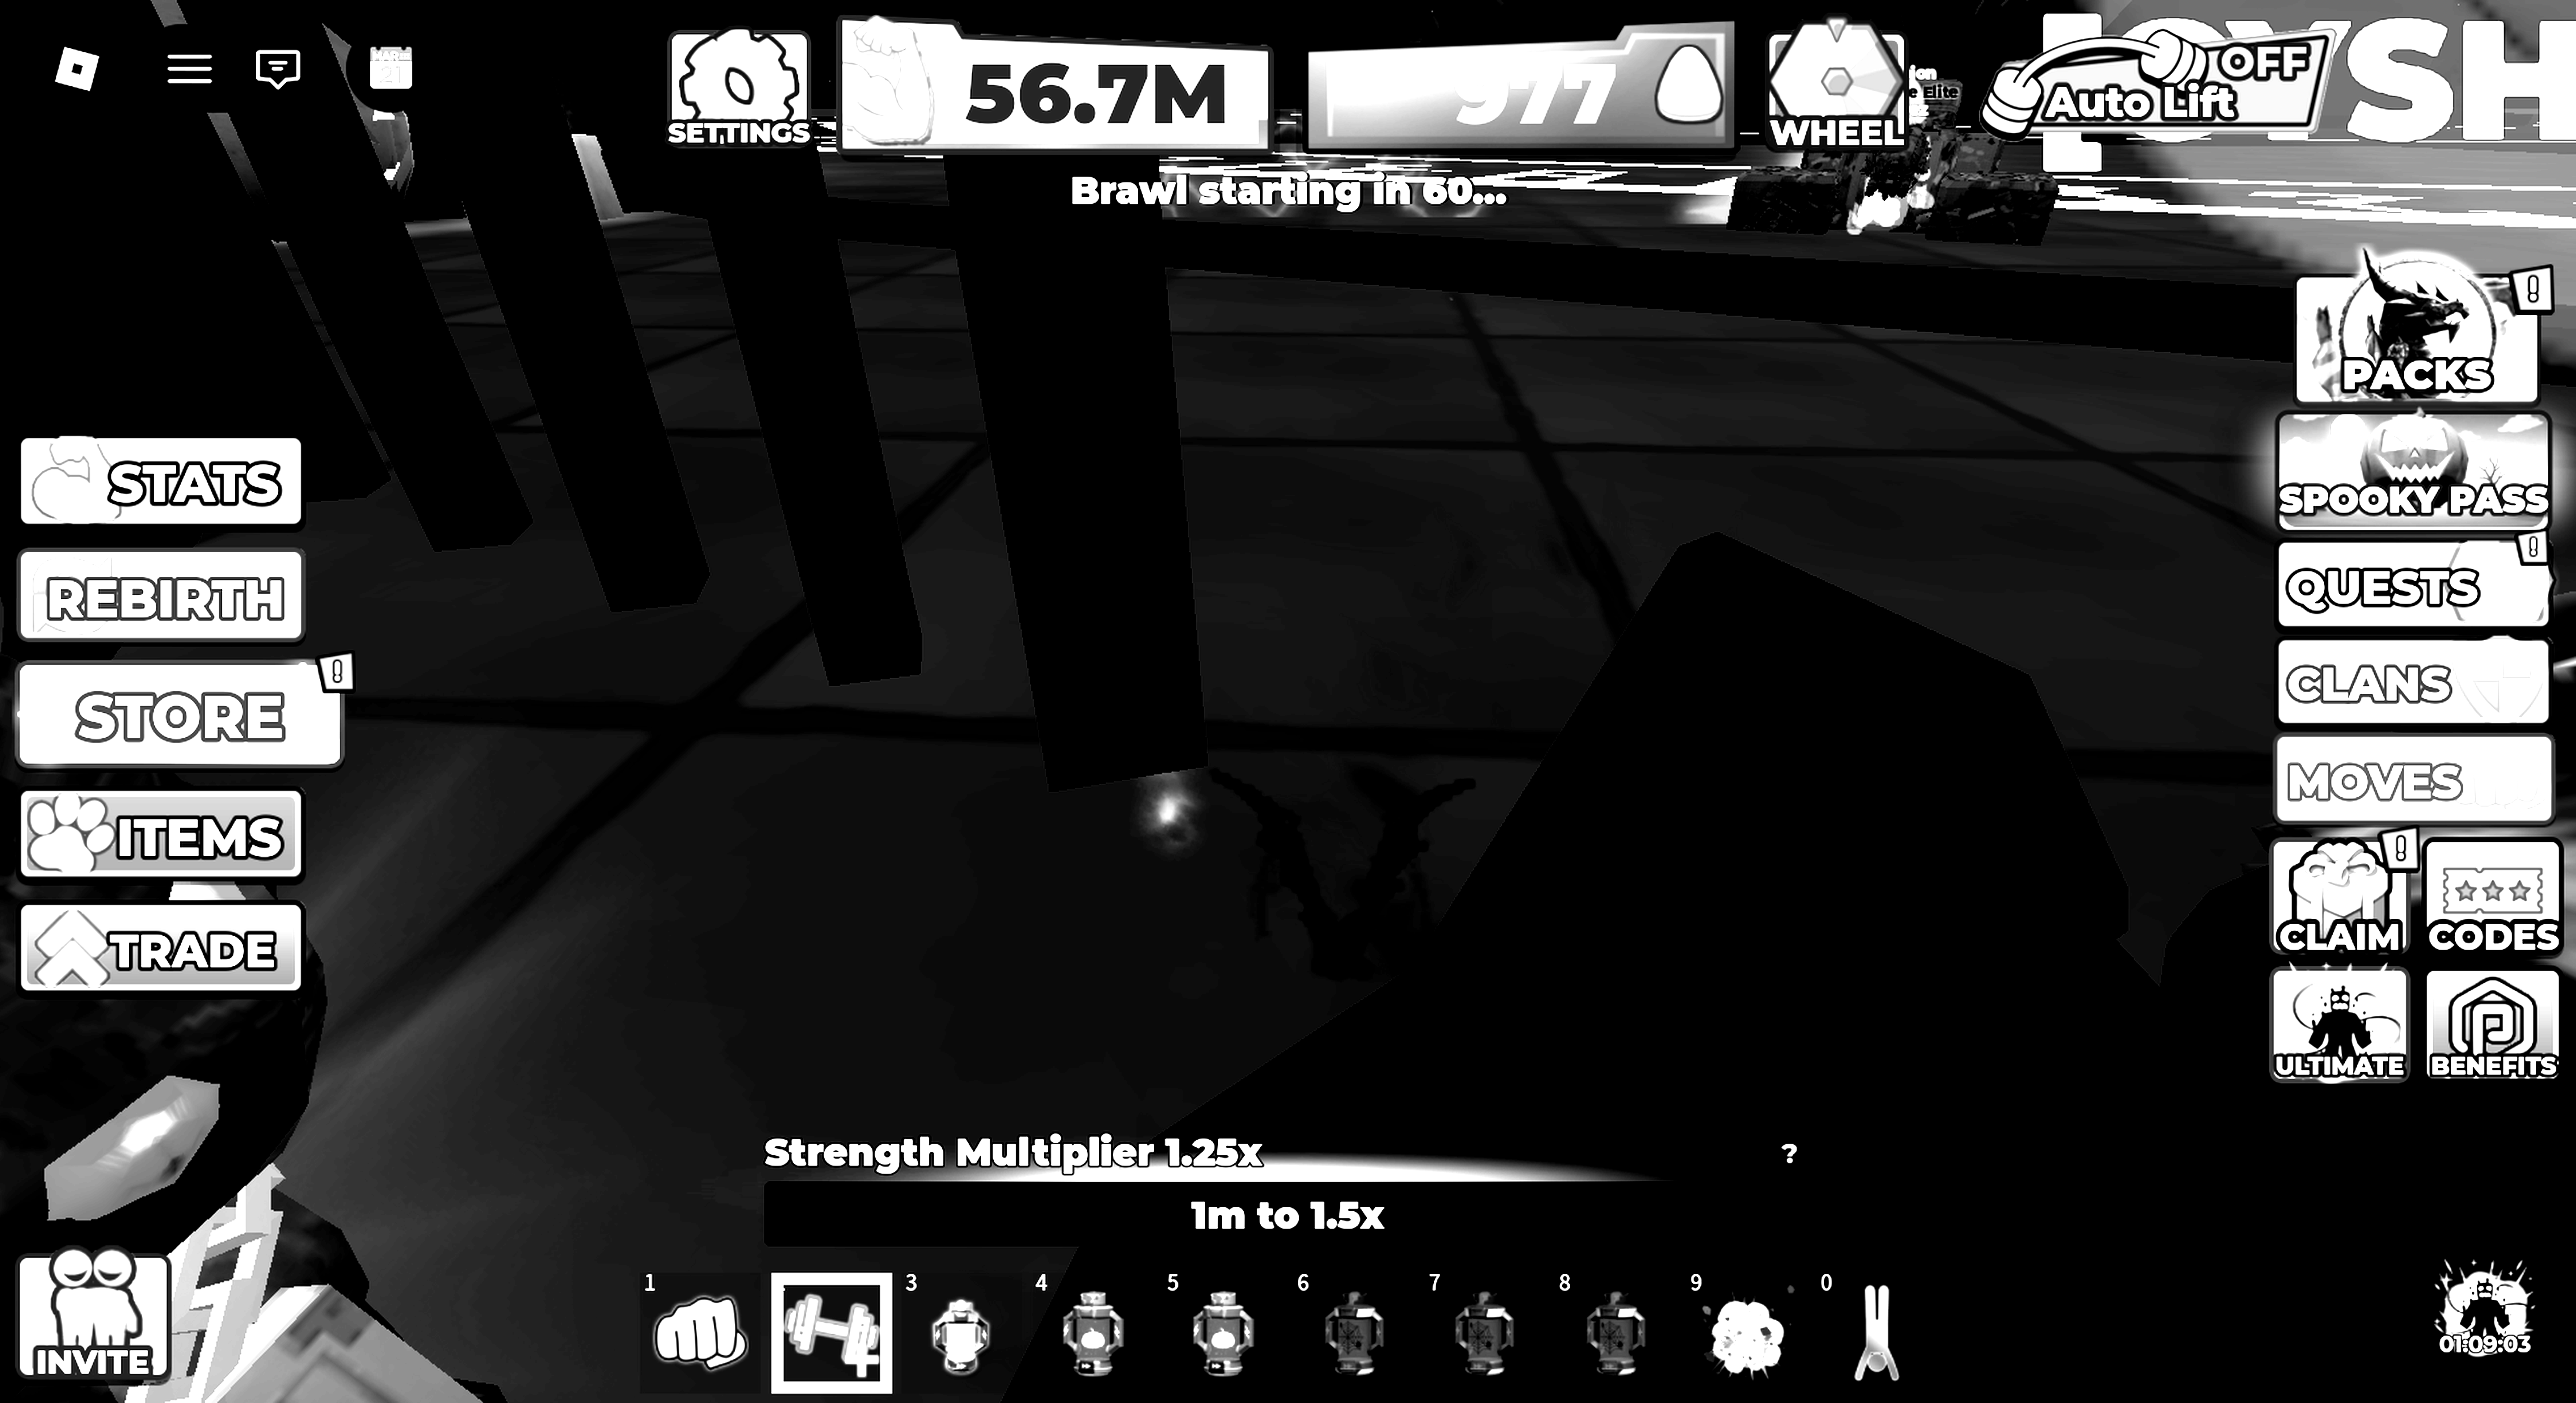 SETTINGS
56.7M
977
WHEEL
OFF
Auto Lift
Brawl starting in 60...
PACKS
SPOOKY PASS
QUESTS
CLANS
MOVES
CLAIM
CODES
ULTIMATE
BENEFITS
STATS
REBIRTH
STORE
ITEMS
TRADE
INVITE
Strength Multiplier 1.25x
?
1m to 1.5x
1
3
4
5
6
7
8
9
0
01:09:03